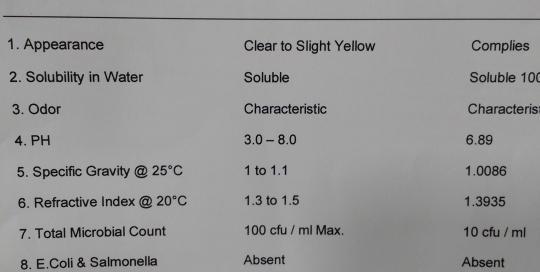 1. Appearance Clear to Slight Yellow Complies
2. Solubility in Water Soluble Soluble
3. Odor Characteristic
4. PH 3.0 – 8.0 6.89
5. Specific Gravity @ 25°C 1 to 1.1 1.0086
6. Refractive Index @ 20°C 1.3 to 1.5 1.3935
7. Total Microbial Count 100 cfu / ml Max. 10 cfu / ml
8. E.Coli & Salmonella Absent Absent